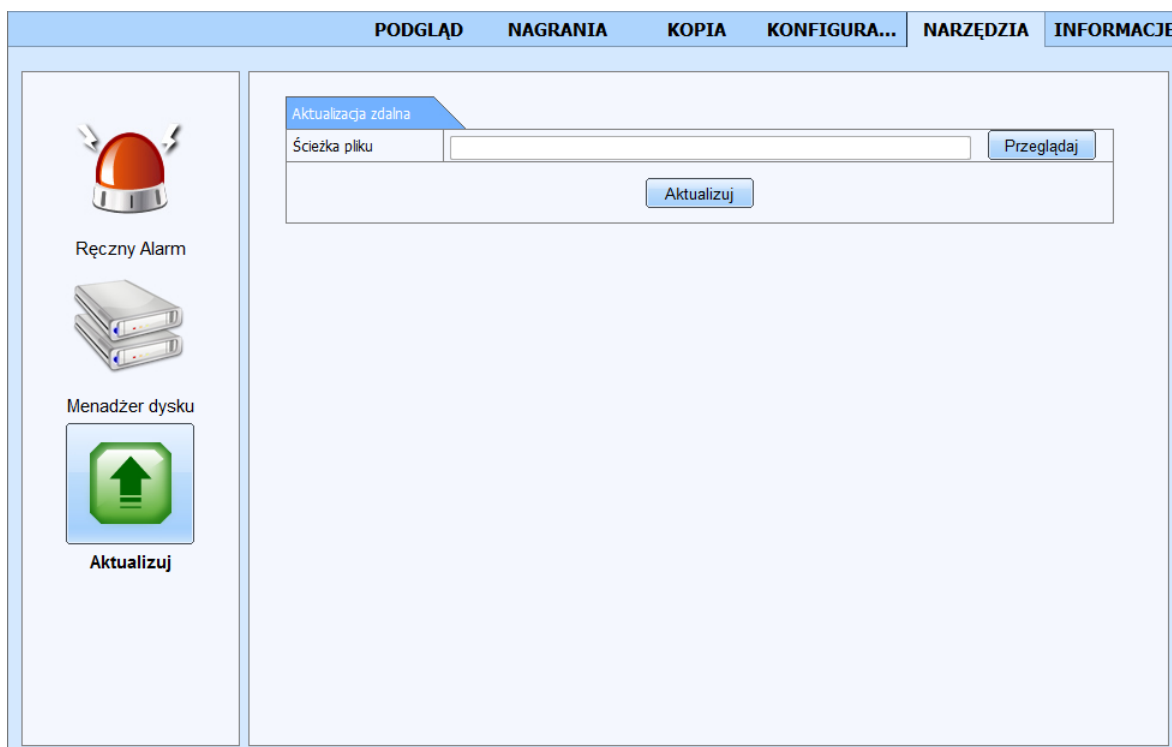 PODGLĄD NAGRANIA KOPIA KONFIGURA... NARZĘDZIA INFORMACJE
Ręczny Alarm
Menadżer dysku
Aktualizuj
Aktualizacja zdalna
Ścieżka pliku Przeglądaj
Aktualizuj